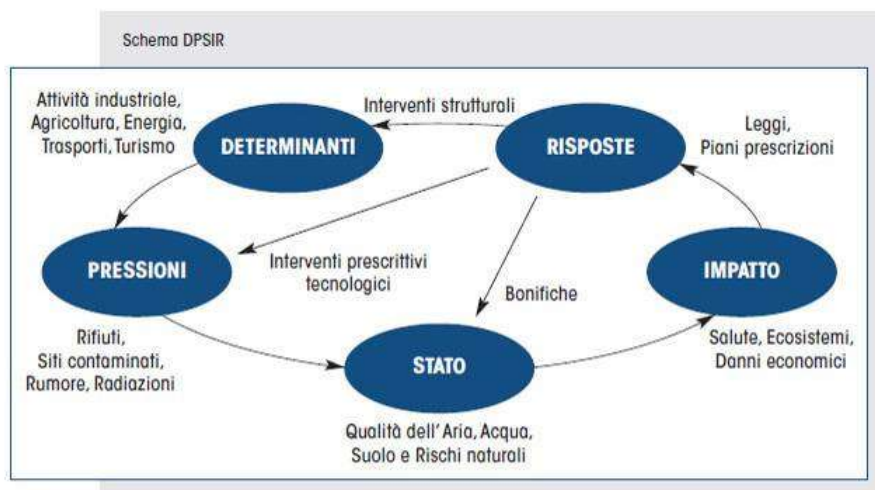 Schema DPSIR
Attività industriale,
Agricoltura, Energia,
Trasporti, Turismo
DETERMINANTI
Interventi strutturali
RISPOSTE
Leggi,
Piani prescrizioni
PRESSIONI
Interventi prescrittivi
tecnologici
Bonifiche
IMPATTO
Rifiuti,
Siti contaminati,
Rumore, Radiazioni
STATO
Salute, Ecosistemi,
Danni economici
Qualità dell'Aria, Acqua,
Suolo e Rischi naturali